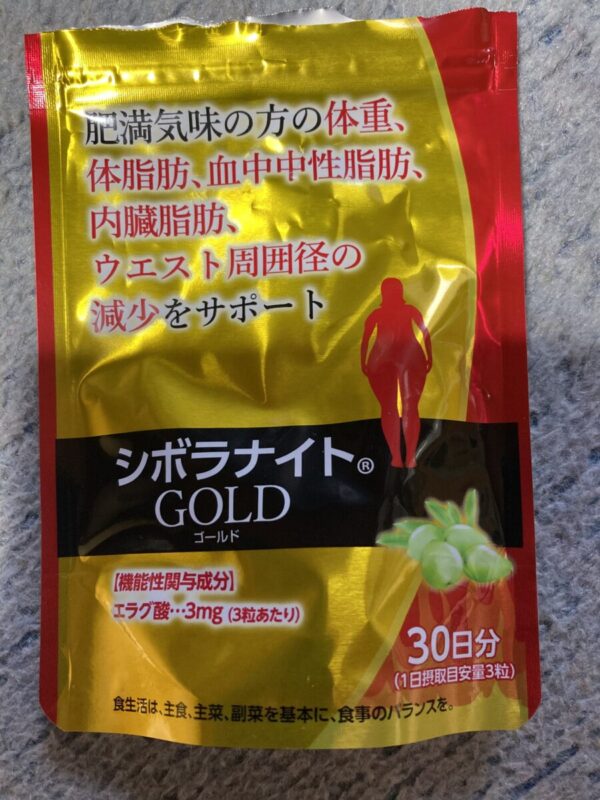 肥満気味の方の体重、
体脂肪、血中中性脂肪、
内臓脂肪、
ウエスト周囲径の
減少をサポート
シボラナイト®
GOLD
ゴールド
【機能性関与成分】
エラグ酸…3mg (3粒あたり)
30日分
(1日摂取目安量3粒)
食生活は、主食、主菜、副菜を基本に、食事のバランスを。